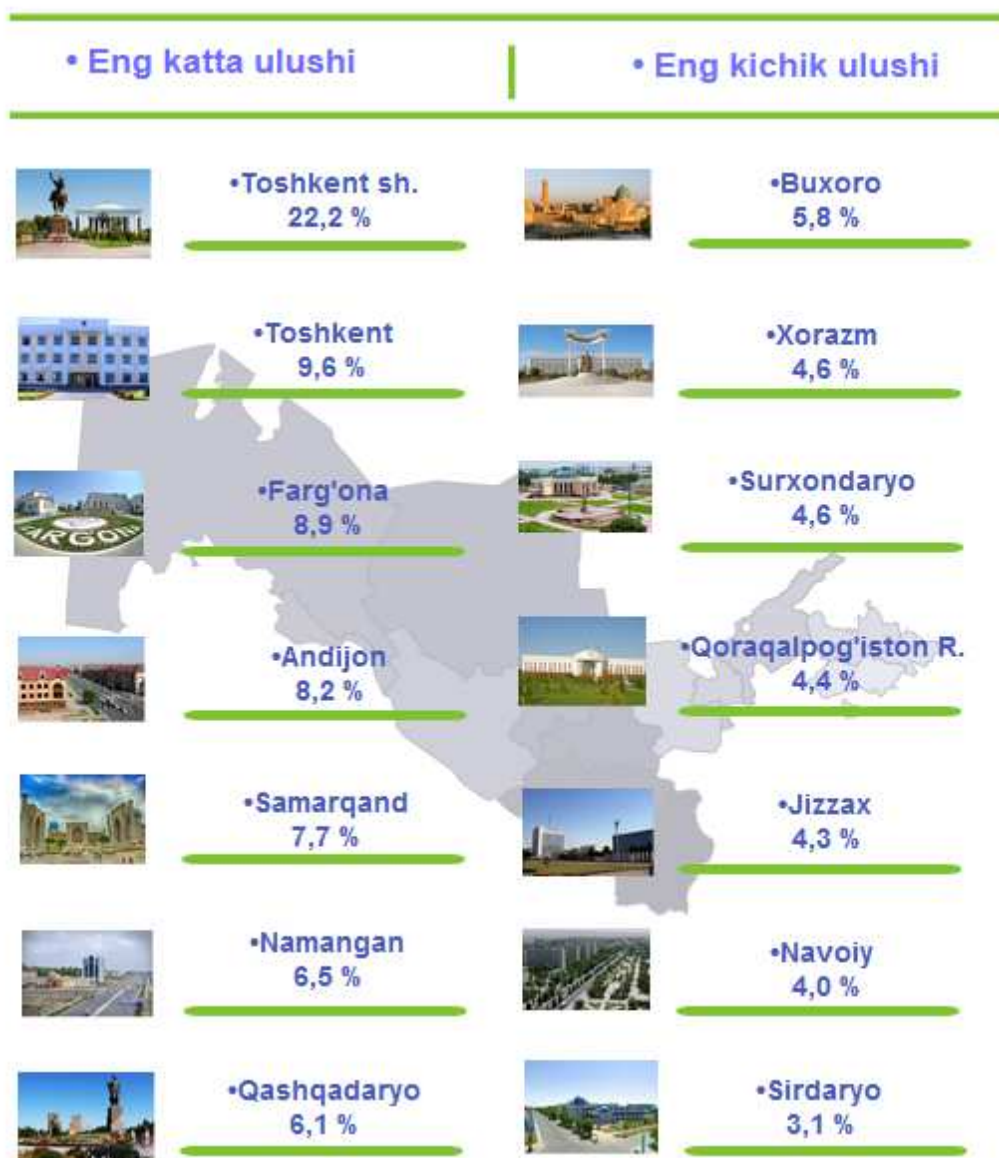 • Eng katta ulushi
• Eng kichik ulushi
•Toshkent sh.
22,2 %
•Buxoro
5,8 %
•Toshkent
9,6 %
•Xorazm
4,6 %
•Farg'ona
8,9 %
•Surxondaryo
4,6 %
•Andijon
8,2 %
•Qoraqalpog'iston R.
4,4 %
•Samarqand
7,7 %
•Jizzax
4,3 %
•Namangan
6,5 %
•Navoiy
4,0 %
•Qashqadaryo
6,1 %
•Sirdaryo
3,1 %